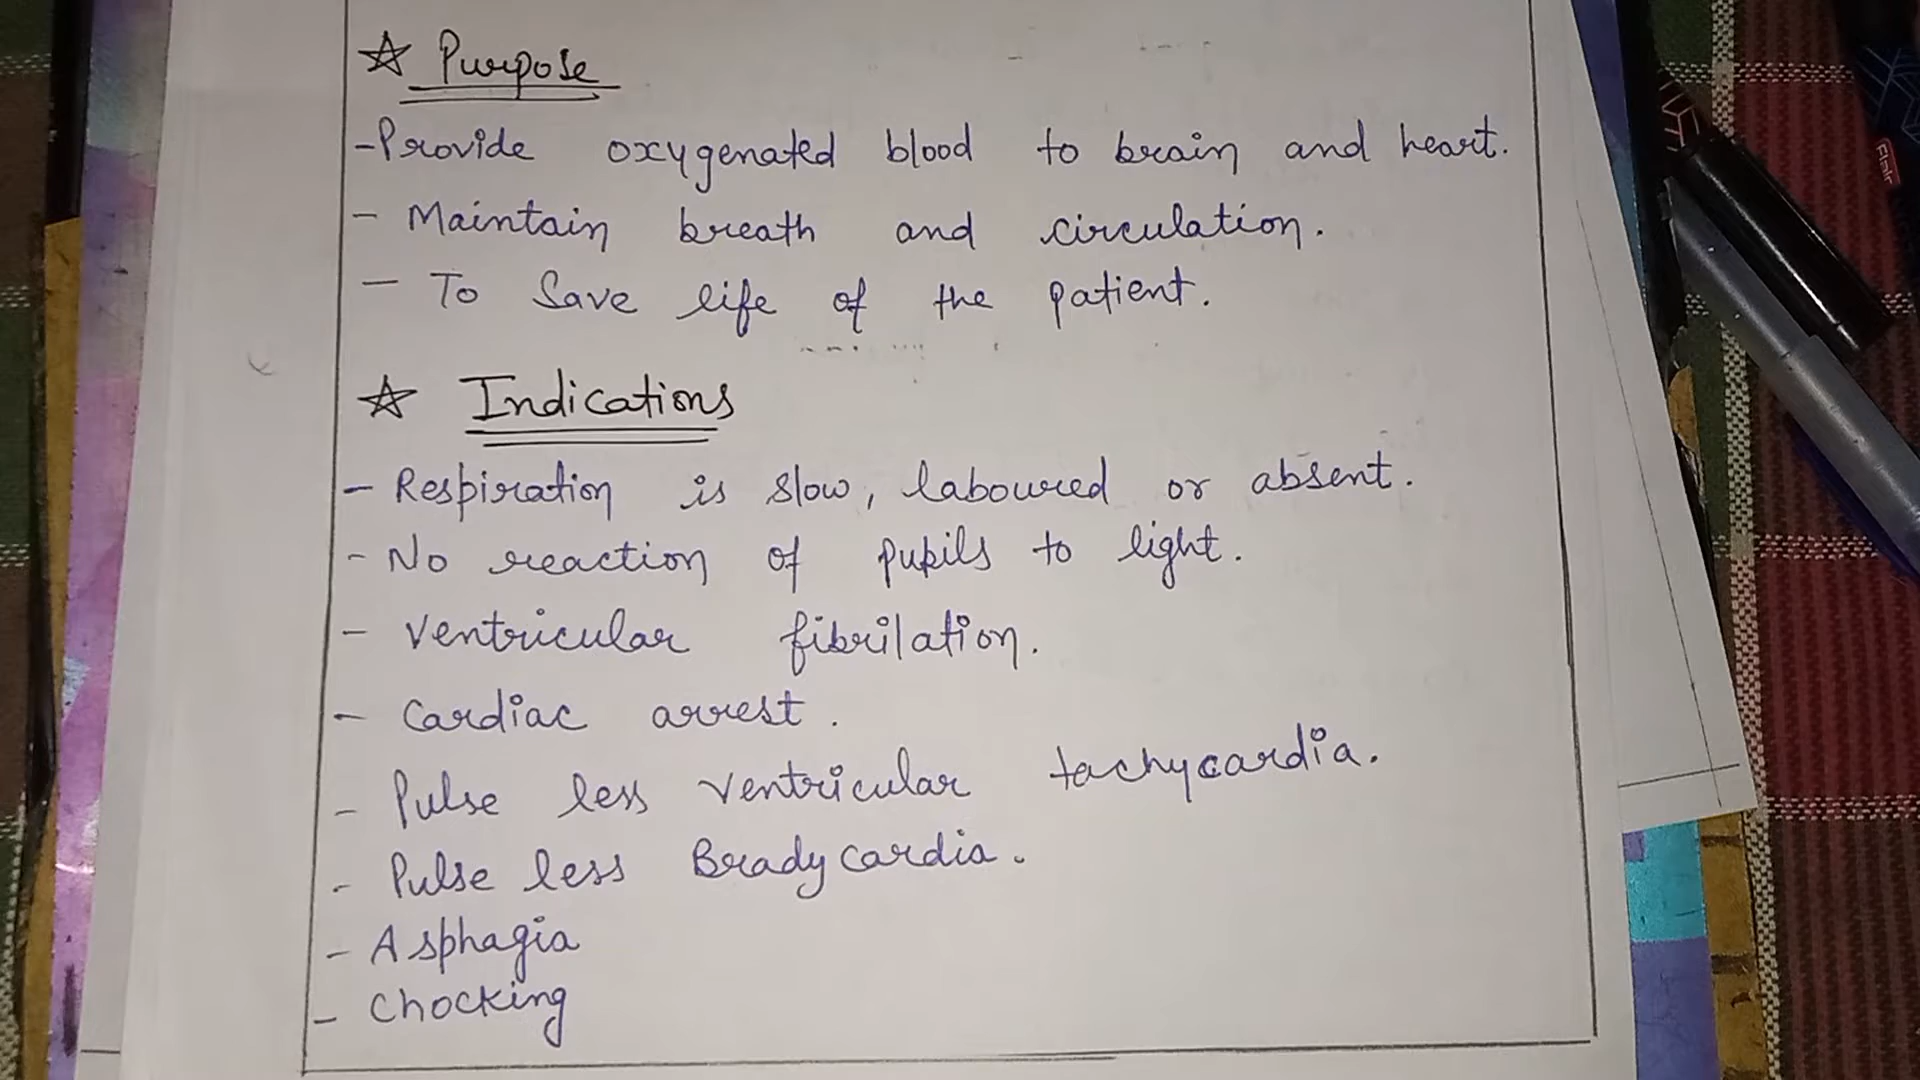 ☆ Purpose
-Provide oxygenated blood to brain and heart.
- Maintain breath and circulation.
- To Save life of the patient.
☆ Indications
- Respiration is slow, laboured or absent.
- No reaction of pupils to light.
- Ventricular fibrilation.
- Cardiac arrest.
- Pulse less ventricular tachycardia.
- Pulse less Bradycardia.
- Asphagia
- Chocking
Flair